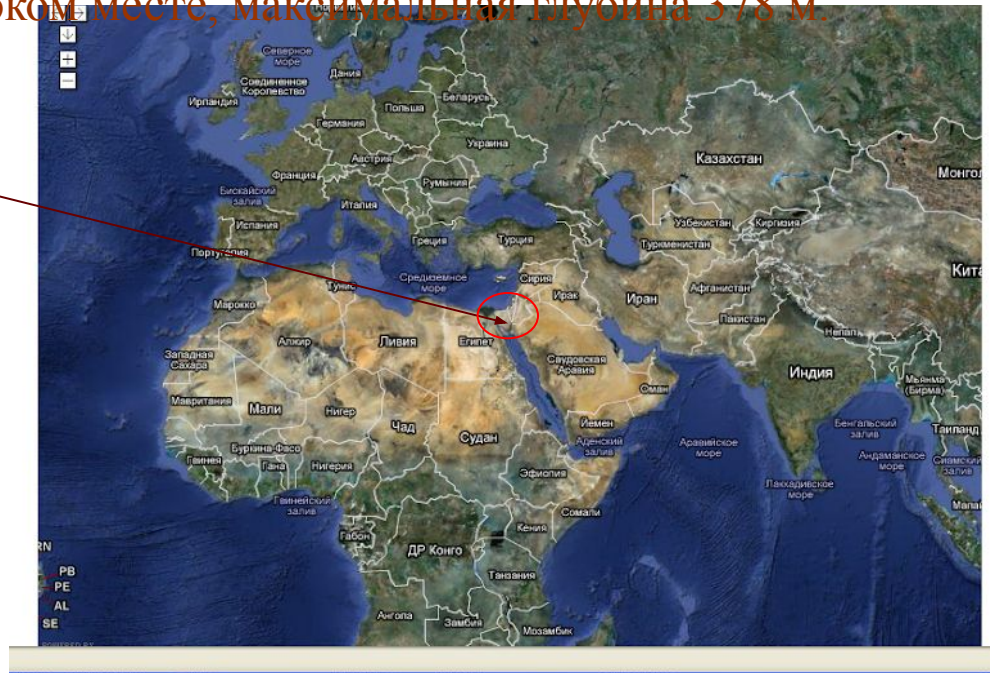 ком месте, максимальная глубина 378 м.
Северное
море
Дания
Соединенное
Королевство
Ирландия
Беларусь
Польша
Германия
Украина
Австрия
Казахстан
Франция
Монгол
Румыния
Бискайский
залив
Италия
Испания
Узбекистан
Киргизия
Греция
Турция
Туркменистан
Португалия
Средиземное
море
Сирия
Кита
Тунис
Афганистан
Ирак
Иран
Марокко
Пакистан
Непал
Алжир
Ливия
Египет
Западная
Сахара
Саудовская
Аравия
Индия
Мьянма
(Бирма)
Оман
Мавритания
Мали
Нигер
Чад
Йемен
Бенгальский
залив
Таиланд
Судан
Аденский
залив
Аравийское
море
Буркина-Фасо
Андаманское
море
Сиамский
залив
Гвинея
Гана
Нигерия
Эфиопия
Лаккадивское
море
Гвинейский
залив
Сомали
Малай
Кения
Габон
ДР Конго
RN
PB
Танзания
PE
AL
Ангола
SE
Замбия
Мозамбик
POWERED BY